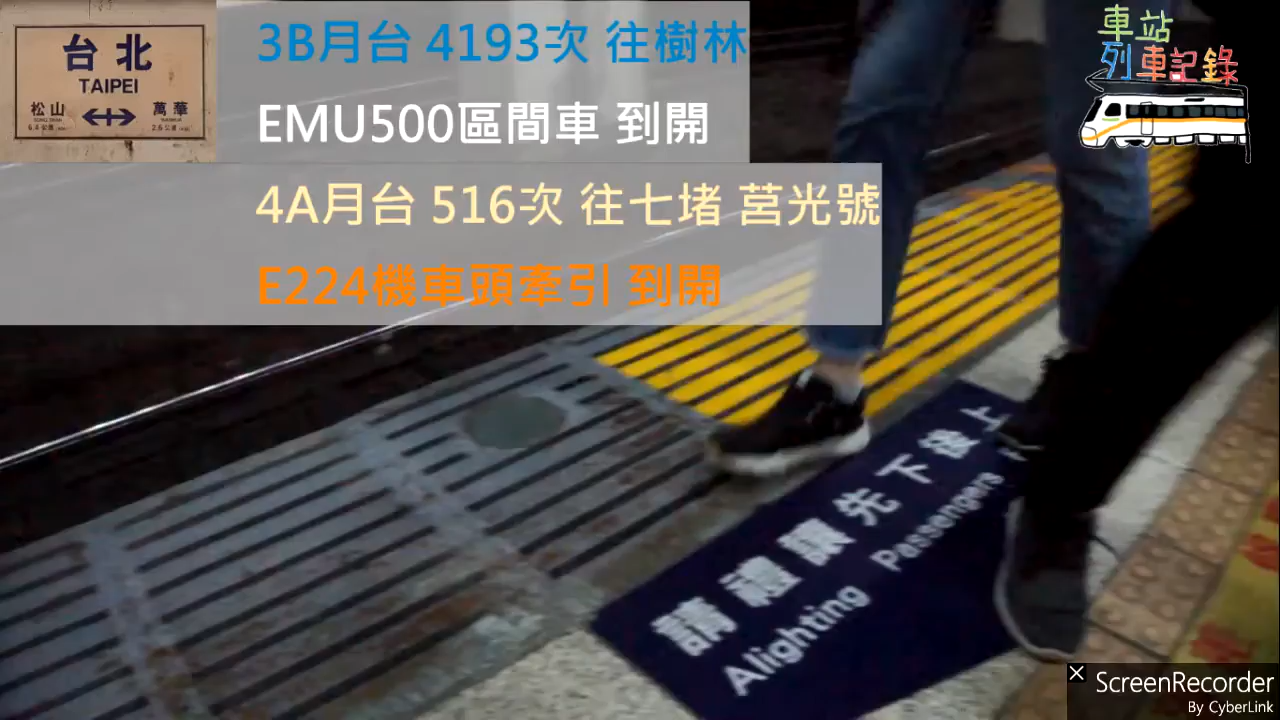 台北
TAIPEI
松山 萬華
3B月台 4193次 往樹林
EMU500區間車 到開
4A月台 516次 往七堵 莒光號
E224機車頭牽引 到開
車站
列車記錄
請禮讓先下後上
Alighting Passengers
ScreenRecorder
By CyberLink